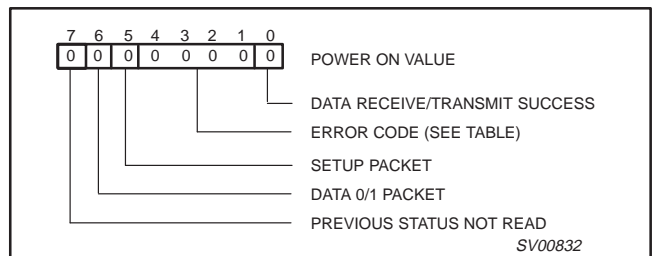 7 6 5 4 3 2 1 0
0 0 0 0 0 0 0 0 POWER ON VALUE
DATA RECEIVE/TRANSMIT SUCCESS
ERROR CODE (SEE TABLE)
SETUP PACKET
DATA 0/1 PACKET
PREVIOUS STATUS NOT READ
SV00832